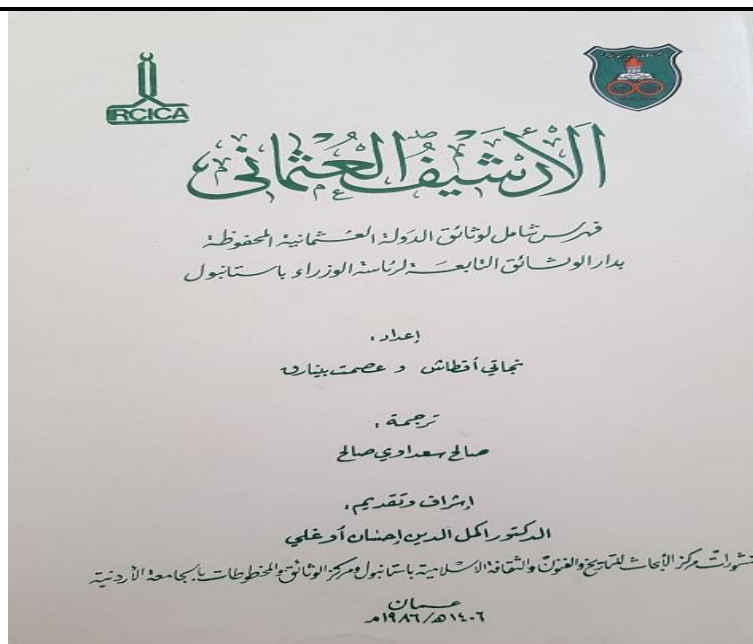 IRCICA
الأرشيف العثماني
فهرس شامل لوثائق الدولة العثمانية المحفوظة
بدار الوثائق التابعة لرئاسة الوزراء باستانبول
إعداد:
نجاتي أقطاش و عصمت بينارق
ترجمة:
صالح سعداوي صالح
إشراف وتقديم:
الدكتور اكمل الدين إحسان أوغلي
منشورات مركز الأبحاث للتاريخ والفنون والثقافة الإسلامية باستانبول ومركز الوثائق والمخطوطات بالجامعة الأردنية
عمان
١٤٠٦ھ/١٩٨٦م